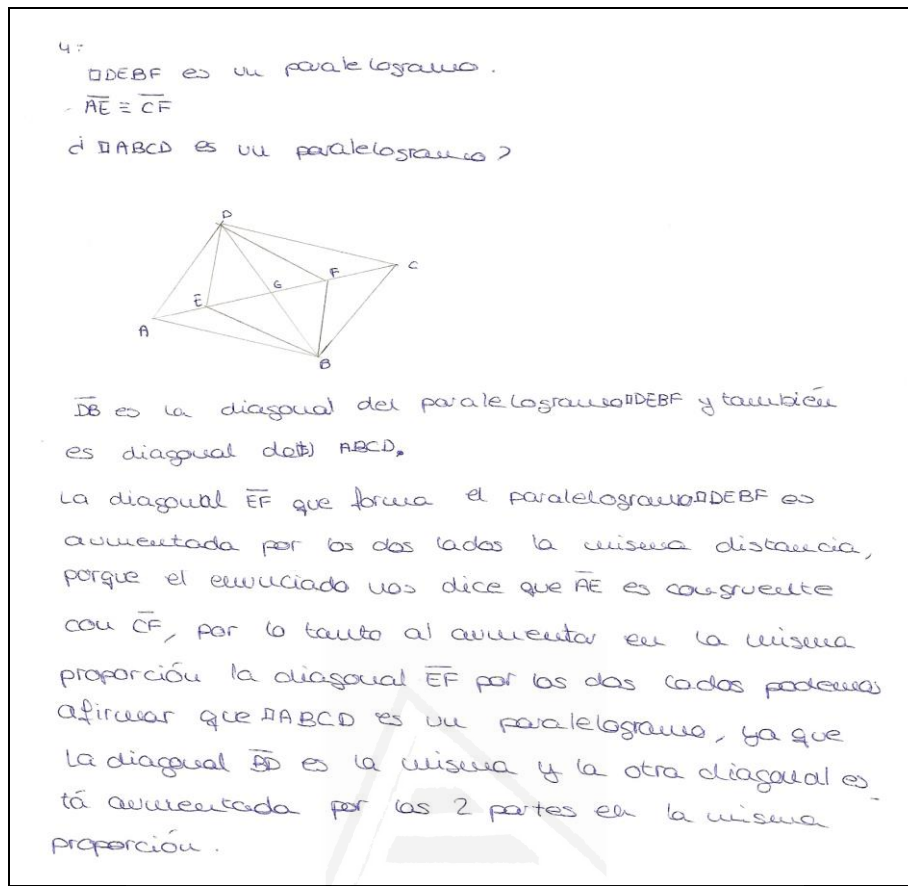 4:
□DEBF es un paralelogramo.
- AE ≡ CF
¿ □ABCD es un paralelogramo?
D
C
F
G
E
A
B
DB es la diagonal del paralelogramo □DEBF y también
es diagonal del ABCD.
La diagonal EF que forma el paralelogramo □DEBF es
aumentada por los dos lados la misma distancia,
porque el enunciado nos dice que AE es congruente
con CF, por lo tanto al aumentar en la misma
proporción la diagonal EF por los dos lados podemos
afirmar que □ABCD es un paralelogramo, ya que
la diagonal BD es la misma y la otra diagonal es
tá aumentada por las 2 partes en la misma
proporción.